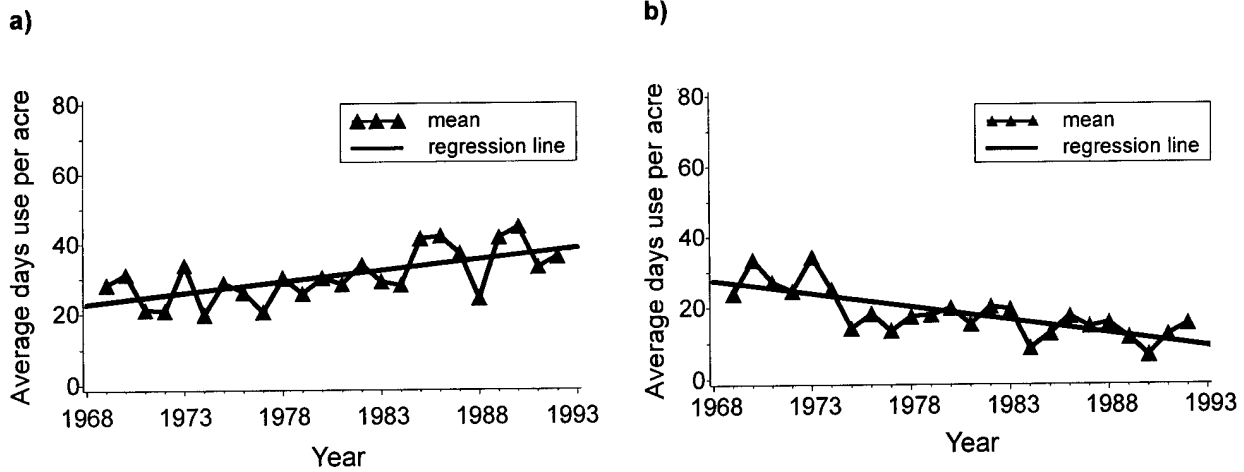 a)
Average days use per acre
80
60
40
20
0
mean
regression line
1968 1973 1978 1983 1988 1993
Year
b)
Average days use per acre
80
60
40
20
0
mean
regression line
1968 1973 1978 1983 1988 1993
Year